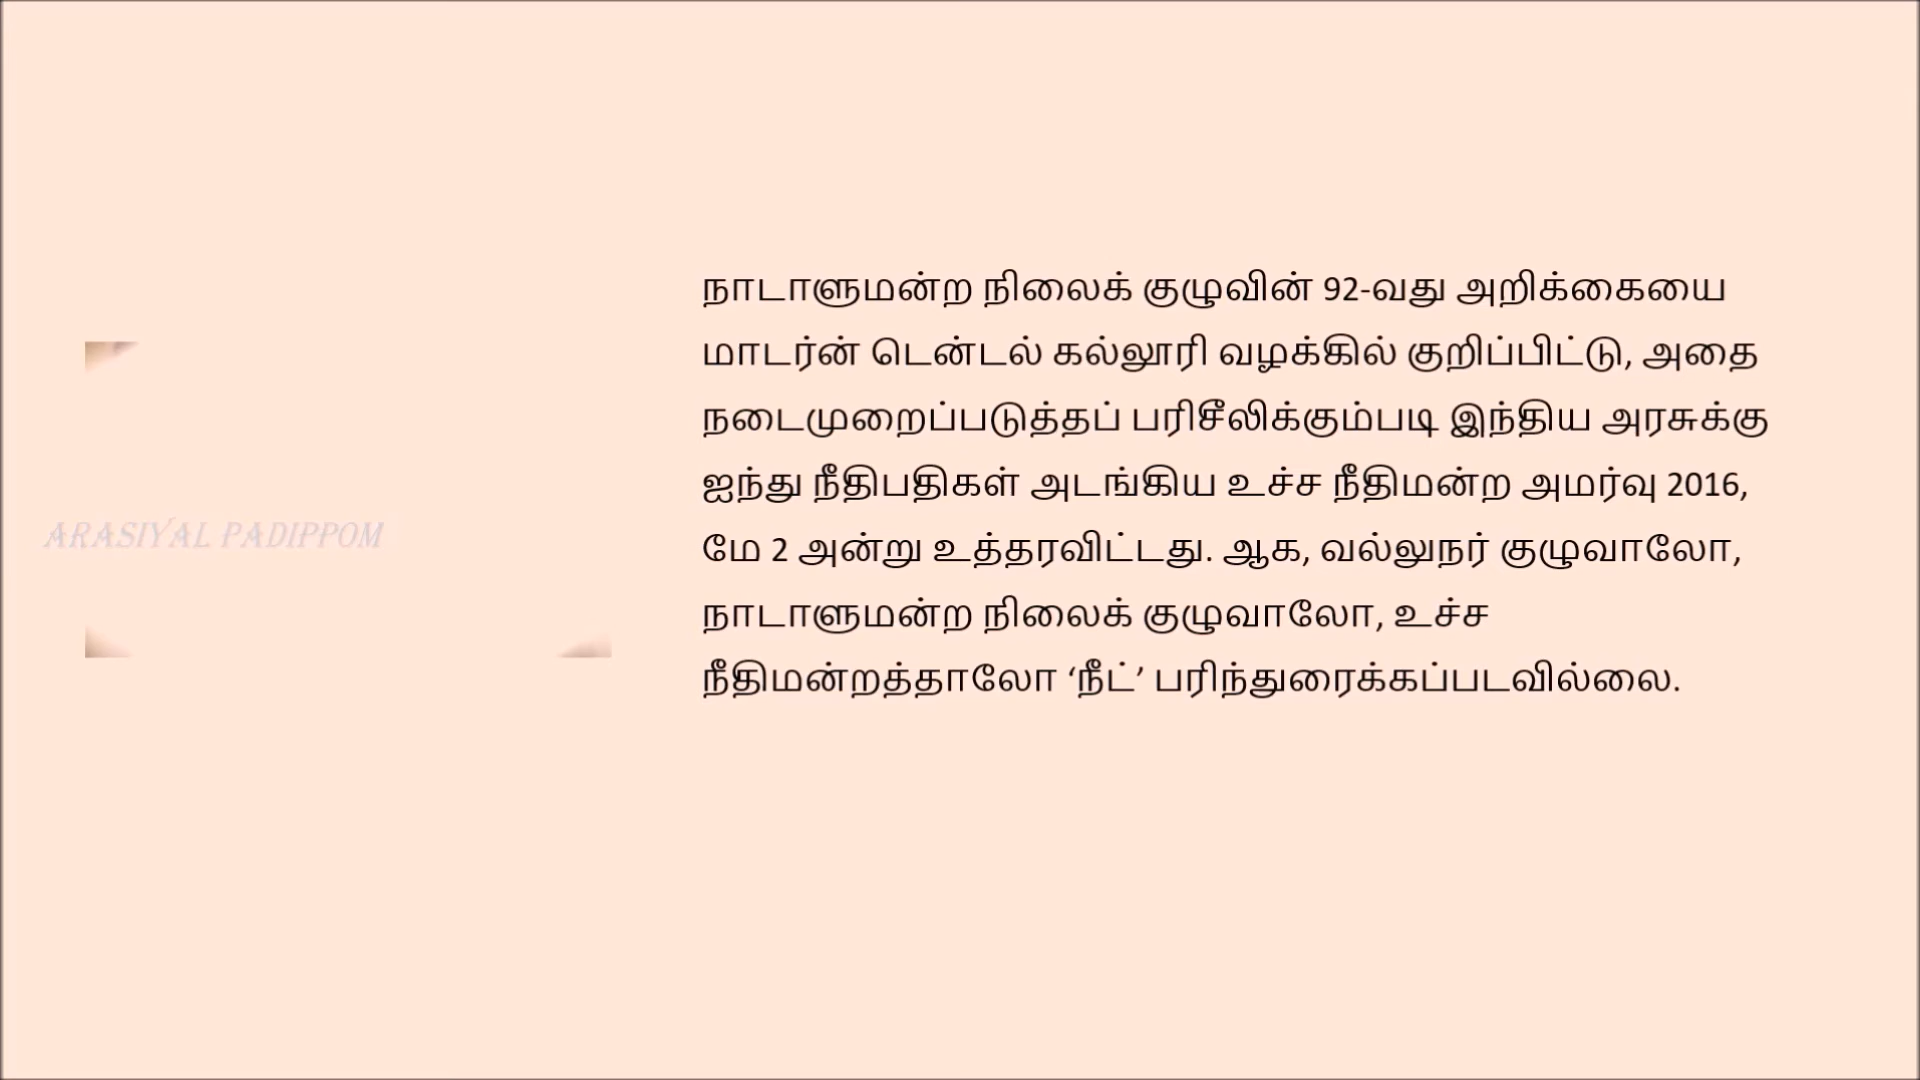 நாடாளுமன்ற நிலைக் குழுவின் 92-வது அறிக்கையை
மாடர்ன் டென்டல் கல்லூரி வழக்கில் குறிப்பிட்டு, அதை
நடைமுறைப்படுத்தப் பரிசீலிக்கும்படி இந்திய அரசுக்கு
ஐந்து நீதிபதிகள் அடங்கிய உச்ச நீதிமன்ற அமர்வு 2016,
மே 2 அன்று உத்தரவிட்டது. ஆக, வல்லுநர் குழுவாலோ,
நாடாளுமன்ற நிலைக் குழுவாலோ, உச்ச
நீதிமன்றத்தாலோ ‘நீட்’ பரிந்துரைக்கப்படவில்லை.
ARASIYAL PADIPPOM